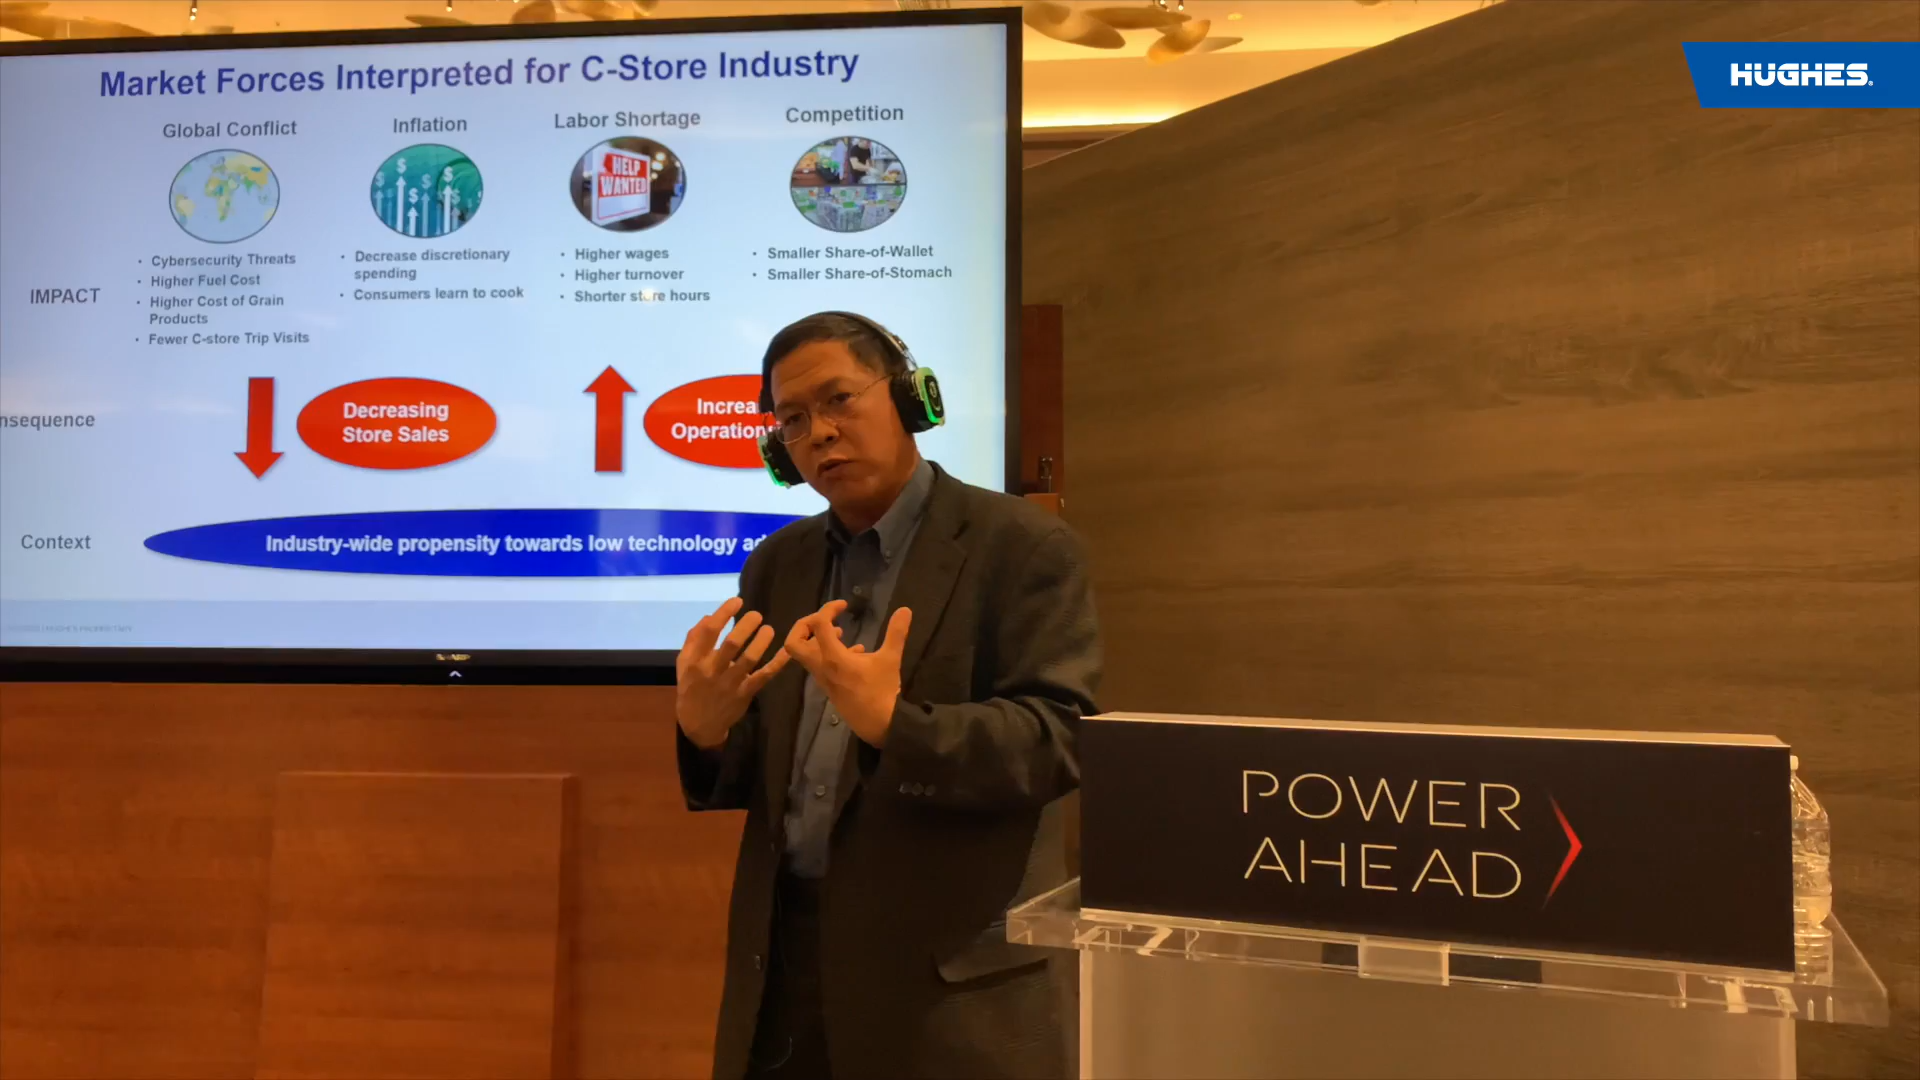 Market Forces Interpreted for C-Store Industry
HUGHES
Global Conflict
Inflation
Labor Shortage
Competition
HELP
WANTED
IMPACT
• Cybersecurity Threats
• Higher Fuel Cost
• Higher Cost of Grain
Products
• Fewer C-store Trip Visits
• Decrease discretionary
spending
• Consumers learn to cook
• Higher wages
• Higher turnover
• Shorter store hours
• Smaller Share-of-Wallet
• Smaller Share-of-Stomach
nsequence
Decreasing
Store Sales
Increa
Operation
Context
Industry-wide propensity towards low technology ad
POWER
AHEAD